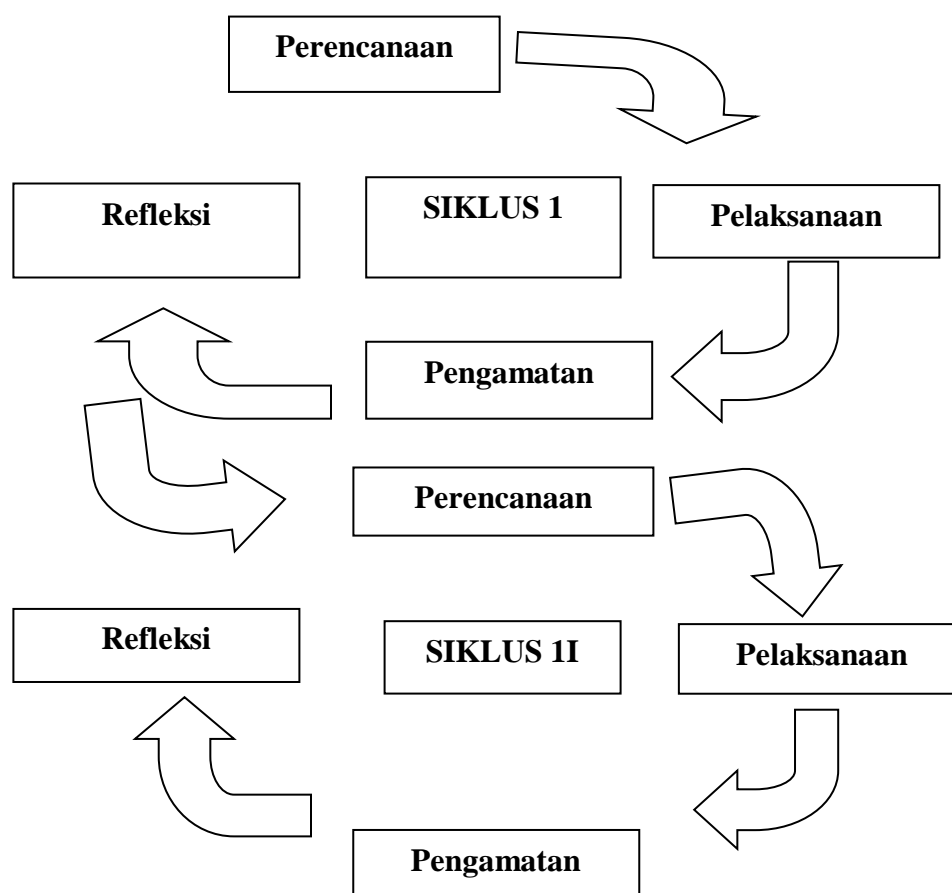 Perencanaan
Refleksi
SIKLUS 1
Pelaksanaan
Pengamatan
Perencanaan
Refleksi
SIKLUS 1I
Pelaksanaan
Pengamatan